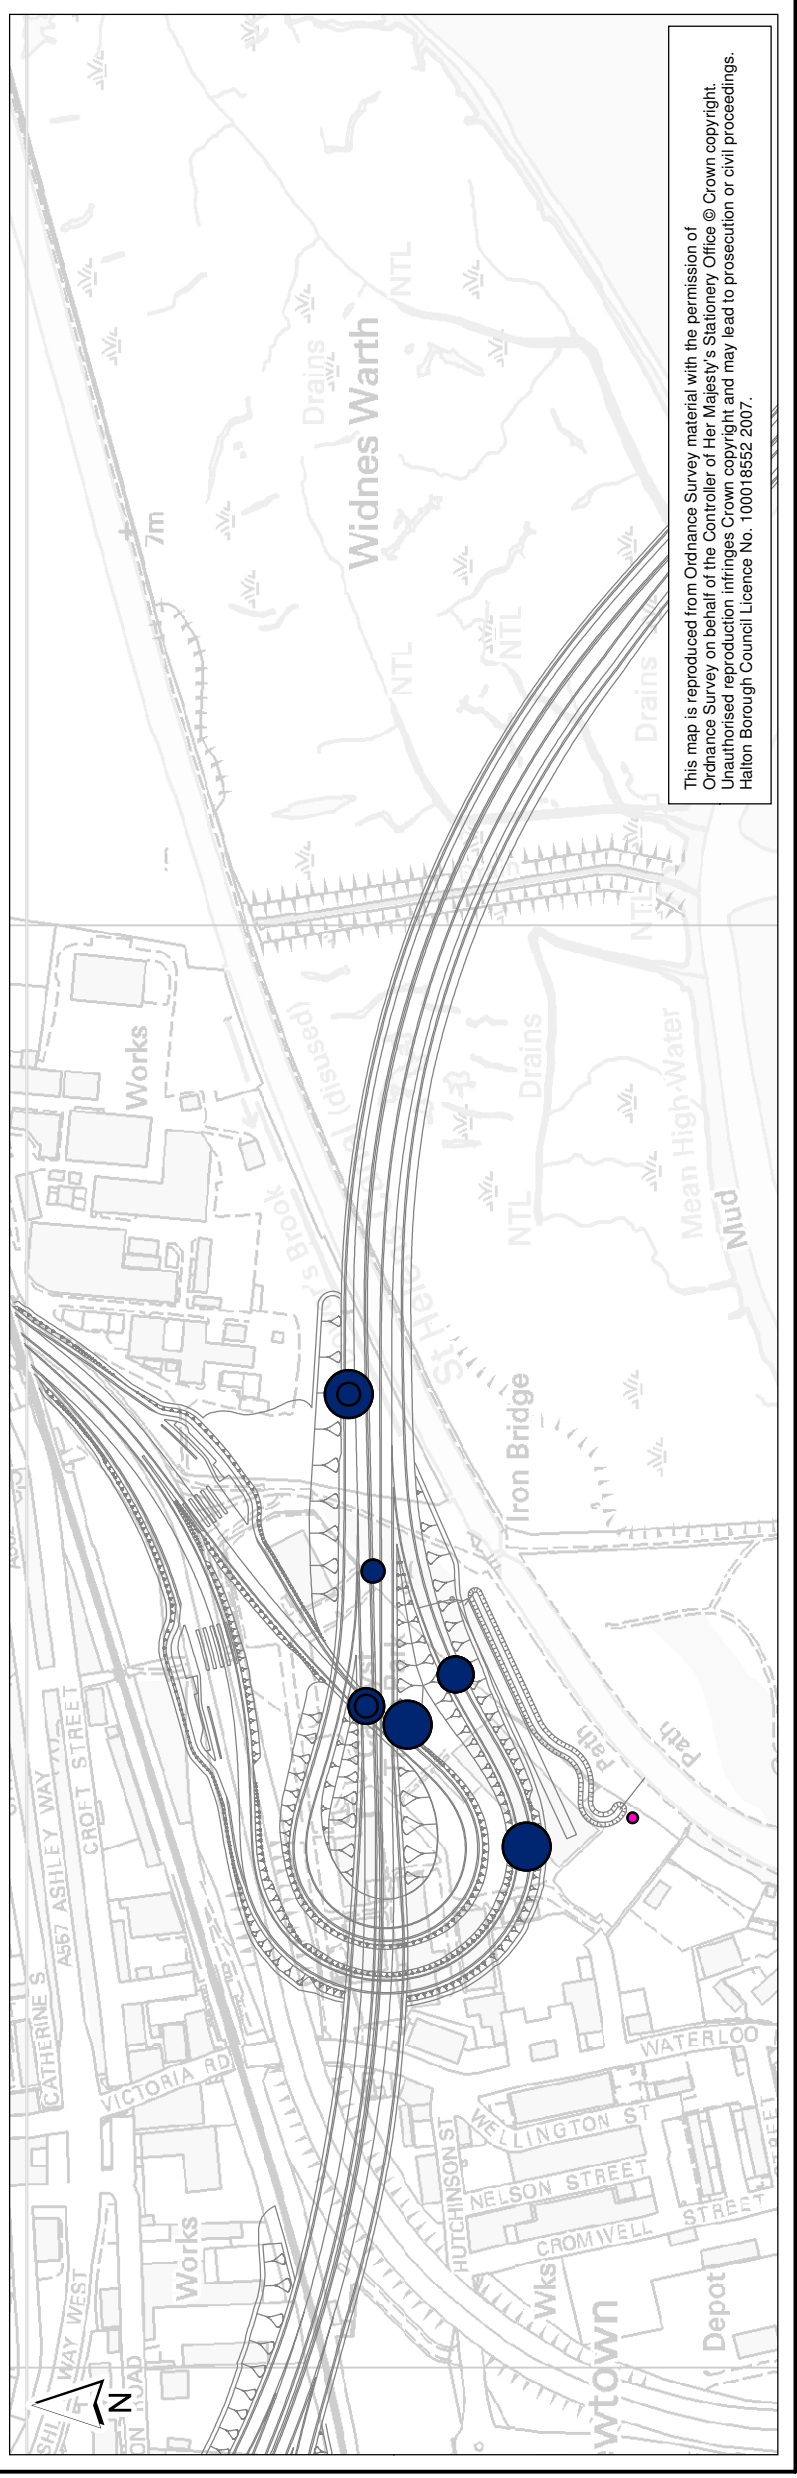 This map is reproduced from Ordnance Survey material with the permission of
Ordnance Survey on behalf of the Controller of Her Majesty's Stationery Office © Crown copyright.
Unauthorised reproduction infringes Crown copyright and may lead to prosecution or civil proceedings.
Halton Borough Council Licence No. 100018552 2007.
N
WAY WEST
ROAD
Works
CATHERINE S
A557 ASHLEY WAY
CROFT STREET
VICTORIA RD
HUTCHINSON ST
WELLINGTON ST
NELSON STREET
CROMWELL
STREET
WATERLOO
Wks
wtown
Depot
Path
Path
Iron Bridge
Works
's Brook
(disused)
Mud
Mean High Water
NTL
Drains
NTL
NTL
Drains
7m
Widnes Warth
Drains
NTL